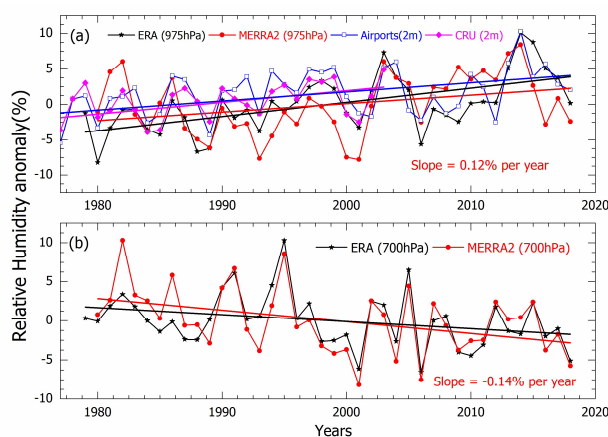 (a) ERA (975hPa) MERRA2 (975hPa) Airports(2m) CRU (2m)
10
5
0
-5
-10
Slope = 0.12% per year
1980 1990 2000 2010 2020
Relative Humidity anomaly(%)
(b) ERA (700hPa) MERRA2 (700hPa)
10
5
0
-5
-10
Slope = -0.14% per year
1980 1990 2000 2010 2020
Years